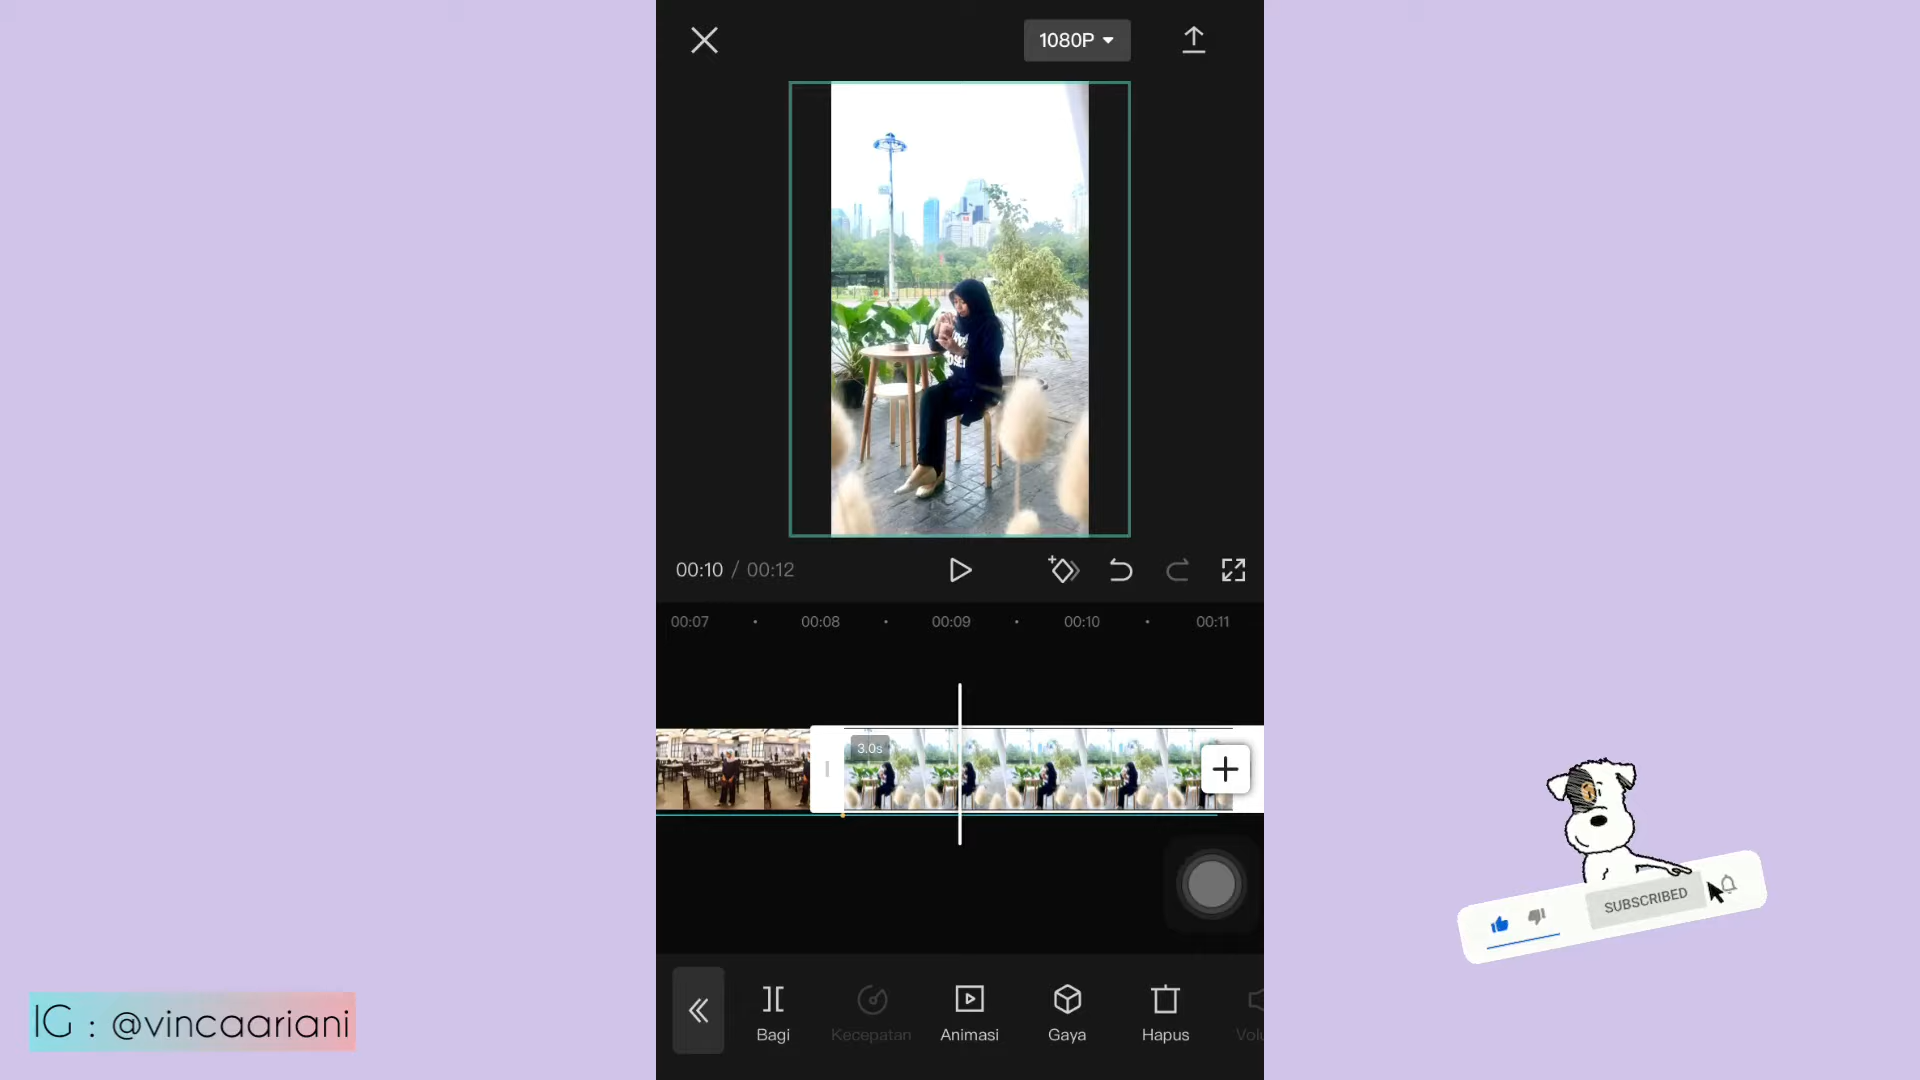 1080P
00:10 / 00:12
00:07
00:08
00:09
00:10
00:11
3.0s
SUBSCRIBED
Bagi
Kecepatan
Animasi
Gaya
Hapus
IG : @vincaariani